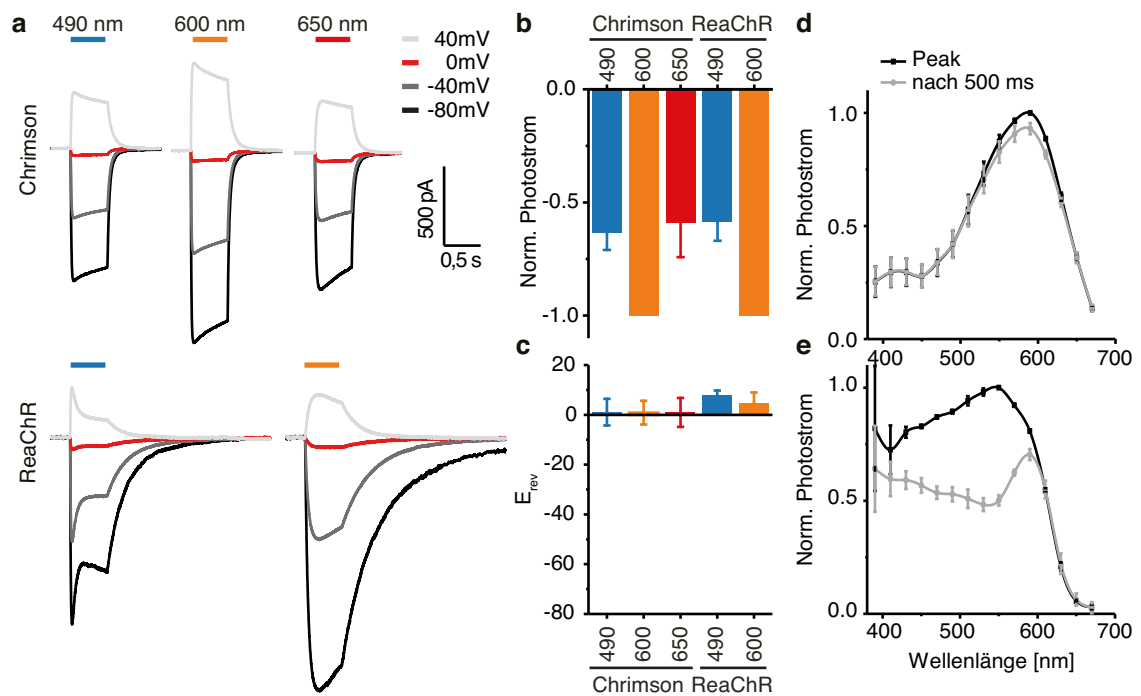 a
490 nm
600 nm
650 nm
40mV
0mV
-40mV
-80mV
Chrimson
500 pA
0,5 s
ReaChR
b
Chrimson ReaChR
490
600
650
490
600
0.0
-0.5
-1.0
Norm. Photostrom
c
20
0
-20
-40
-60
-80
E_rev
490
600
650
490
600
Chrimson ReaChR
d
Peak
nach 500 ms
1.0
0.5
0.0
Norm. Photostrom
400 500 600 700
e
1.0
0.5
0.0
Norm. Photostrom
400 500 600 700
Wellenlänge [nm]